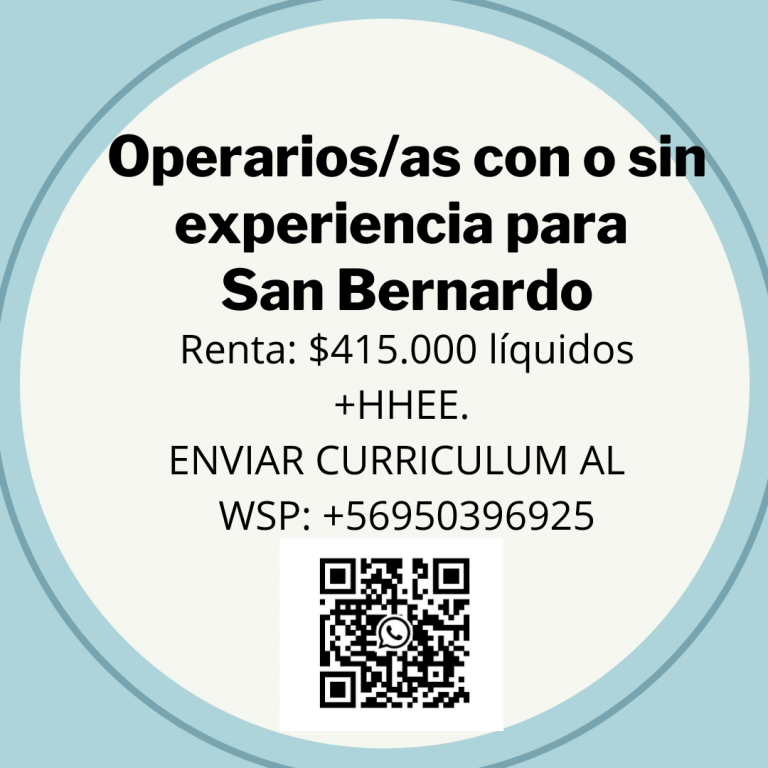 Operarios/as con o sin
experiencia para
San Bernardo
Renta: $415.000 líquidos
+HHEE.
ENVIAR CURRICULUM AL
WSP: +56950396925